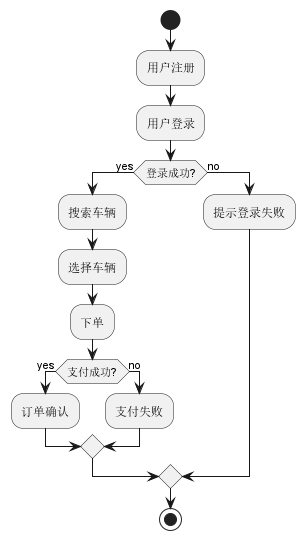 用户注册
用户登录
yes
登录成功?
no
搜索车辆
提示登录失败
选择车辆
下单
yes
支付成功?
no
订单确认
支付失败